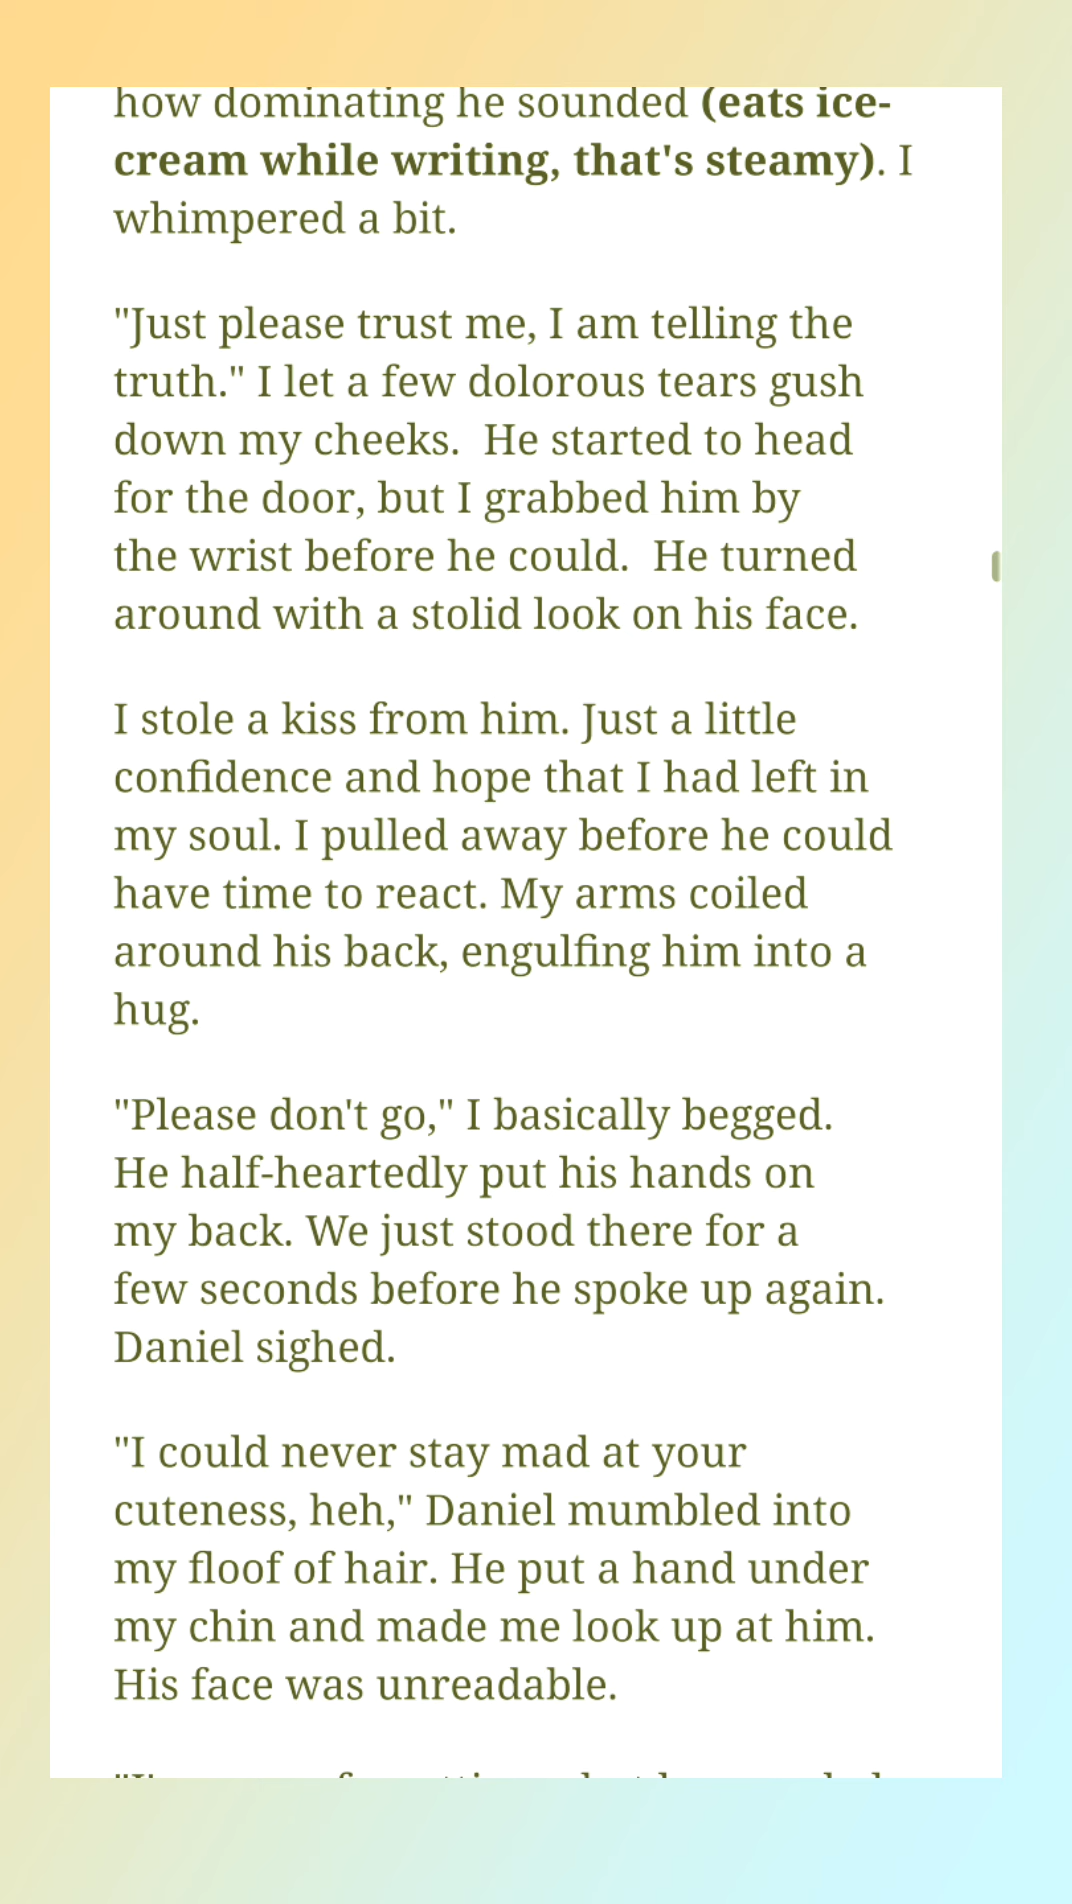 how dominating he sounded (eats ice-
cream while writing, that's steamy). I
whimpered a bit.
"Just please trust me, I am telling the
truth." I let a few dolorous tears gush
down my cheeks.  He started to head
for the door, but I grabbed him by
the wrist before he could.  He turned
around with a stolid look on his face.
I stole a kiss from him. Just a little
confidence and hope that I had left in
my soul. I pulled away before he could
have time to react. My arms coiled
around his back, engulfing him into a
hug.
"Please don't go," I basically begged.
He half-heartedly put his hands on
my back. We just stood there for a
few seconds before he spoke up again.
Daniel sighed.
"I could never stay mad at your
cuteness, heh," Daniel mumbled into
my floof of hair. He put a hand under
my chin and made me look up at him.
His face was unreadable.